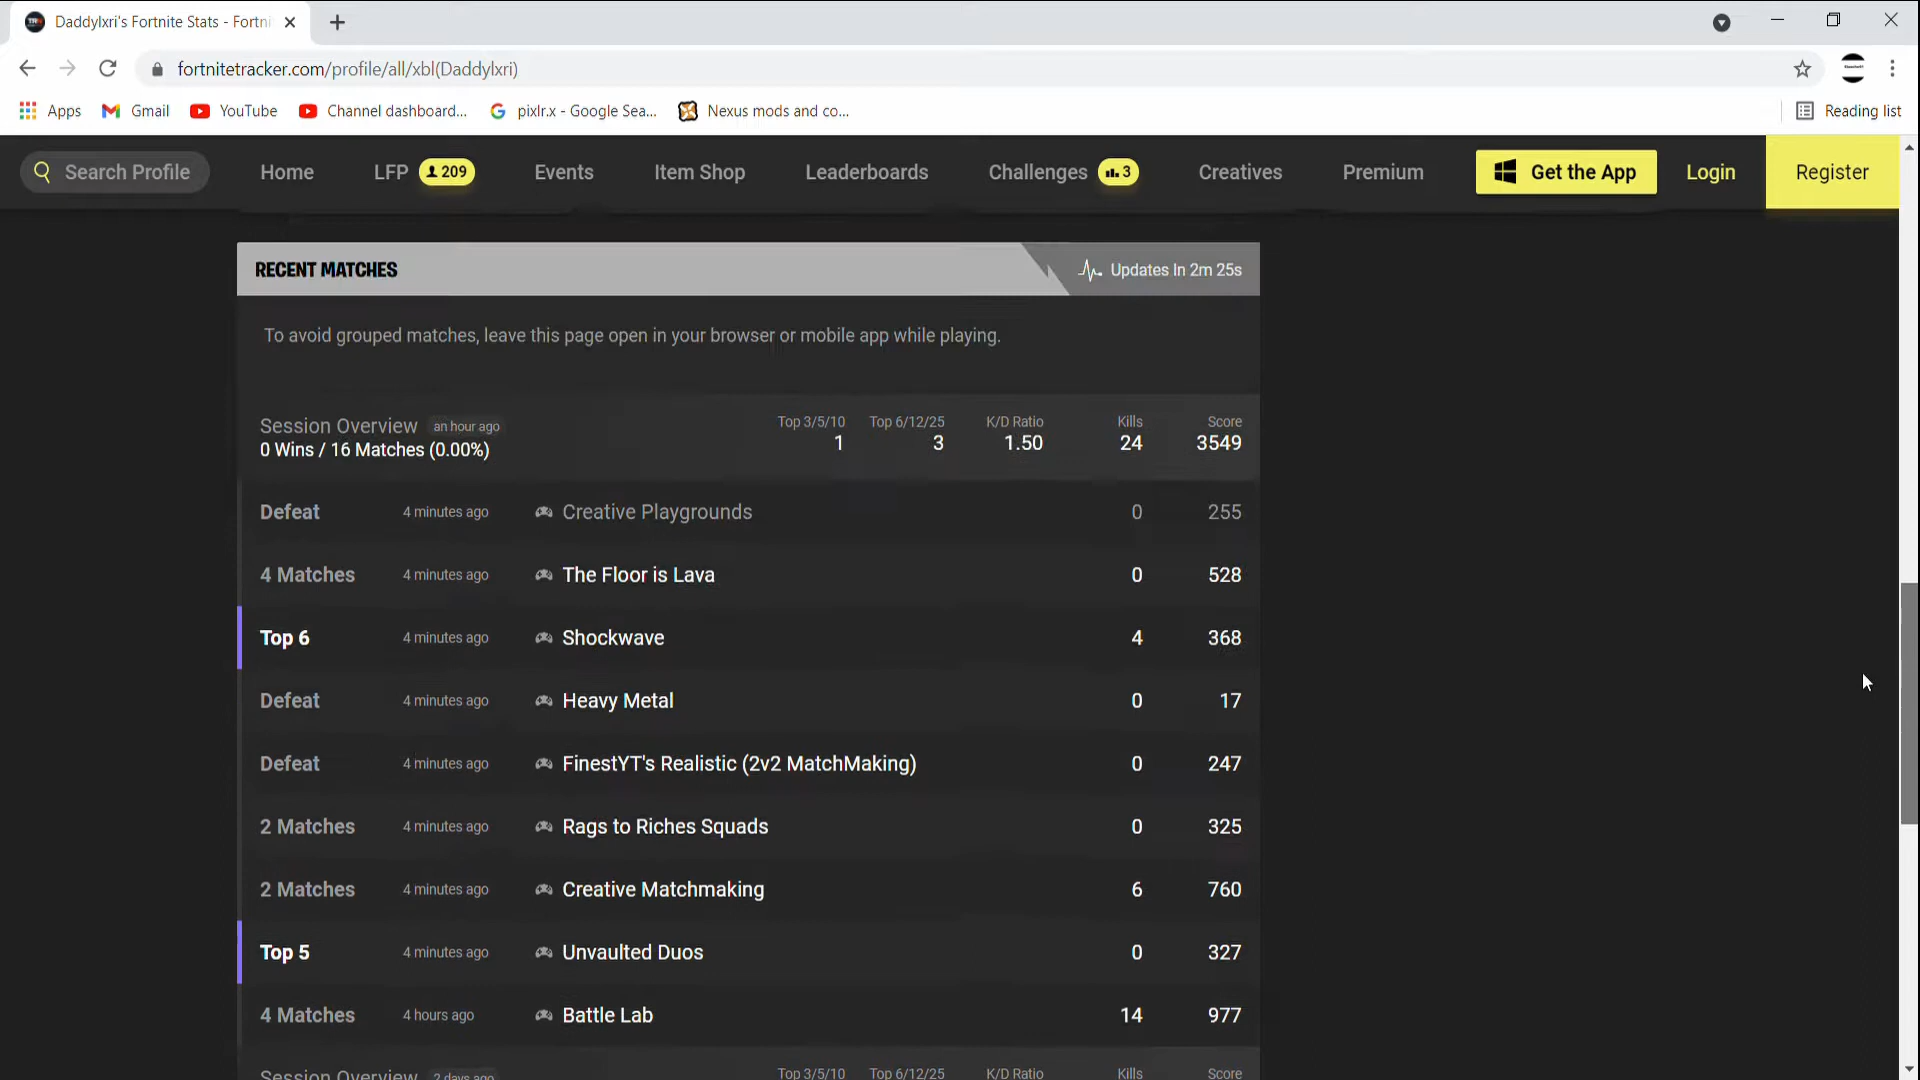 Daddylxri's Fortnite Stats - Fortni
fortnitetracker.com/profile/all/xbl(Daddylxri)
Apps Gmail YouTube Channel dashboard... pixlr.x - Google Sea... Nexus mods and co... Reading list
Search Profile Home LFP 209 Events Item Shop Leaderboards Challenges 3 Creatives Premium Get the App Login Register
RECENT MATCHES Updates In 2m 25s
To avoid grouped matches, leave this page open in your browser or mobile app while playing.
Session Overview an hour ago Top 3/5/10 Top 6/12/25 K/D Ratio Kills Score
0 Wins / 16 Matches (0.00%) 1 3 1.50 24 3549
Defeat 4 minutes ago Creative Playgrounds 0 255
4 Matches 4 minutes ago The Floor is Lava 0 528
Top 6 4 minutes ago Shockwave 4 368
Defeat 4 minutes ago Heavy Metal 0 17
Defeat 4 minutes ago FinestYT's Realistic (2v2 MatchMaking) 0 247
2 Matches 4 minutes ago Rags to Riches Squads 0 325
2 Matches 4 minutes ago Creative Matchmaking 6 760
Top 5 4 minutes ago Unvaulted Duos 0 327
4 Matches 4 hours ago Battle Lab 14 977
Session Overview 2 days ago Top 3/5/10 Top 6/12/25 K/D Ratio Kills Score